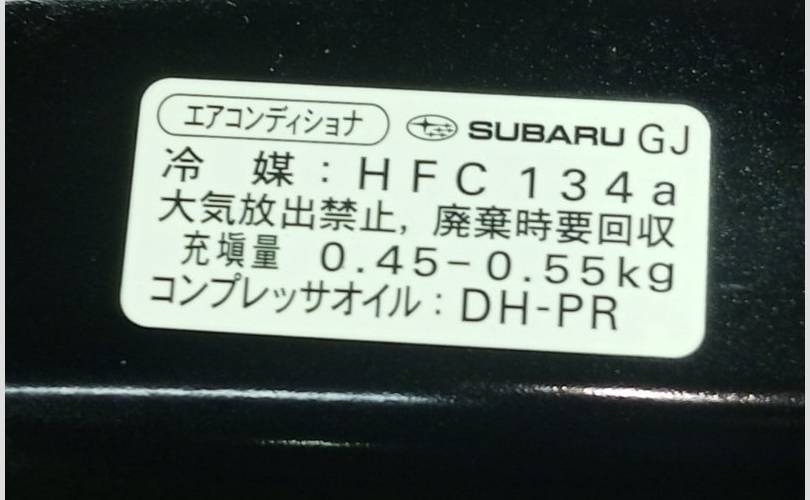 エアコンディショナ SUBARU GJ
冷 媒：HFC 134a
大気放出禁止, 廃棄時要回収
充塡量 0.45-0.55kg
コンプレッサオイル：DH-PR